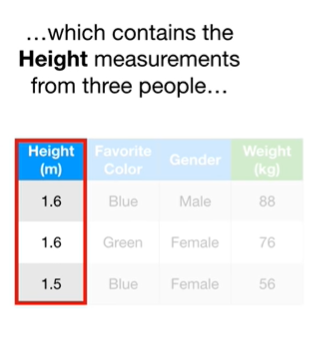 ...which contains the
Height measurements
from three people...
Height (m) Favorite Color Gender Weight (kg)
1.6 Blue Male 88
1.6 Green Female 76
1.5 Blue Female 56